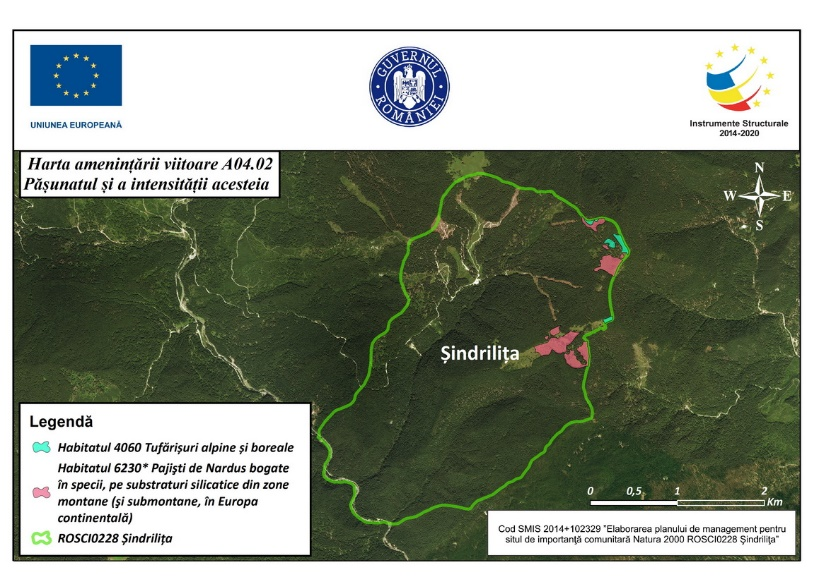 GUVERNUL ROMÂNIEI
UNIUNEA EUROPEANĂ
Instrumente Structurale
2014-2020
Harta amenințării viitoare A04.02
Pășunatul și a intensității acesteia
N
W E
S
Șindrilița
Legendă
Habitatul 4060 Tufărișuri alpine și boreale
Habitatul 6230* Pajiști de Nardus bogate
în specii, pe substraturi silicatice din zone
montane (și submontane, în Europa
continentală)
ROSCI0228 Șindrilița
0 0,5 1 2
Km
Cod SMIS 2014+102329 "Elaborarea planului de management pentru
situl de importanță comunitară Natura 2000 ROSCI0228 Șindrilița"